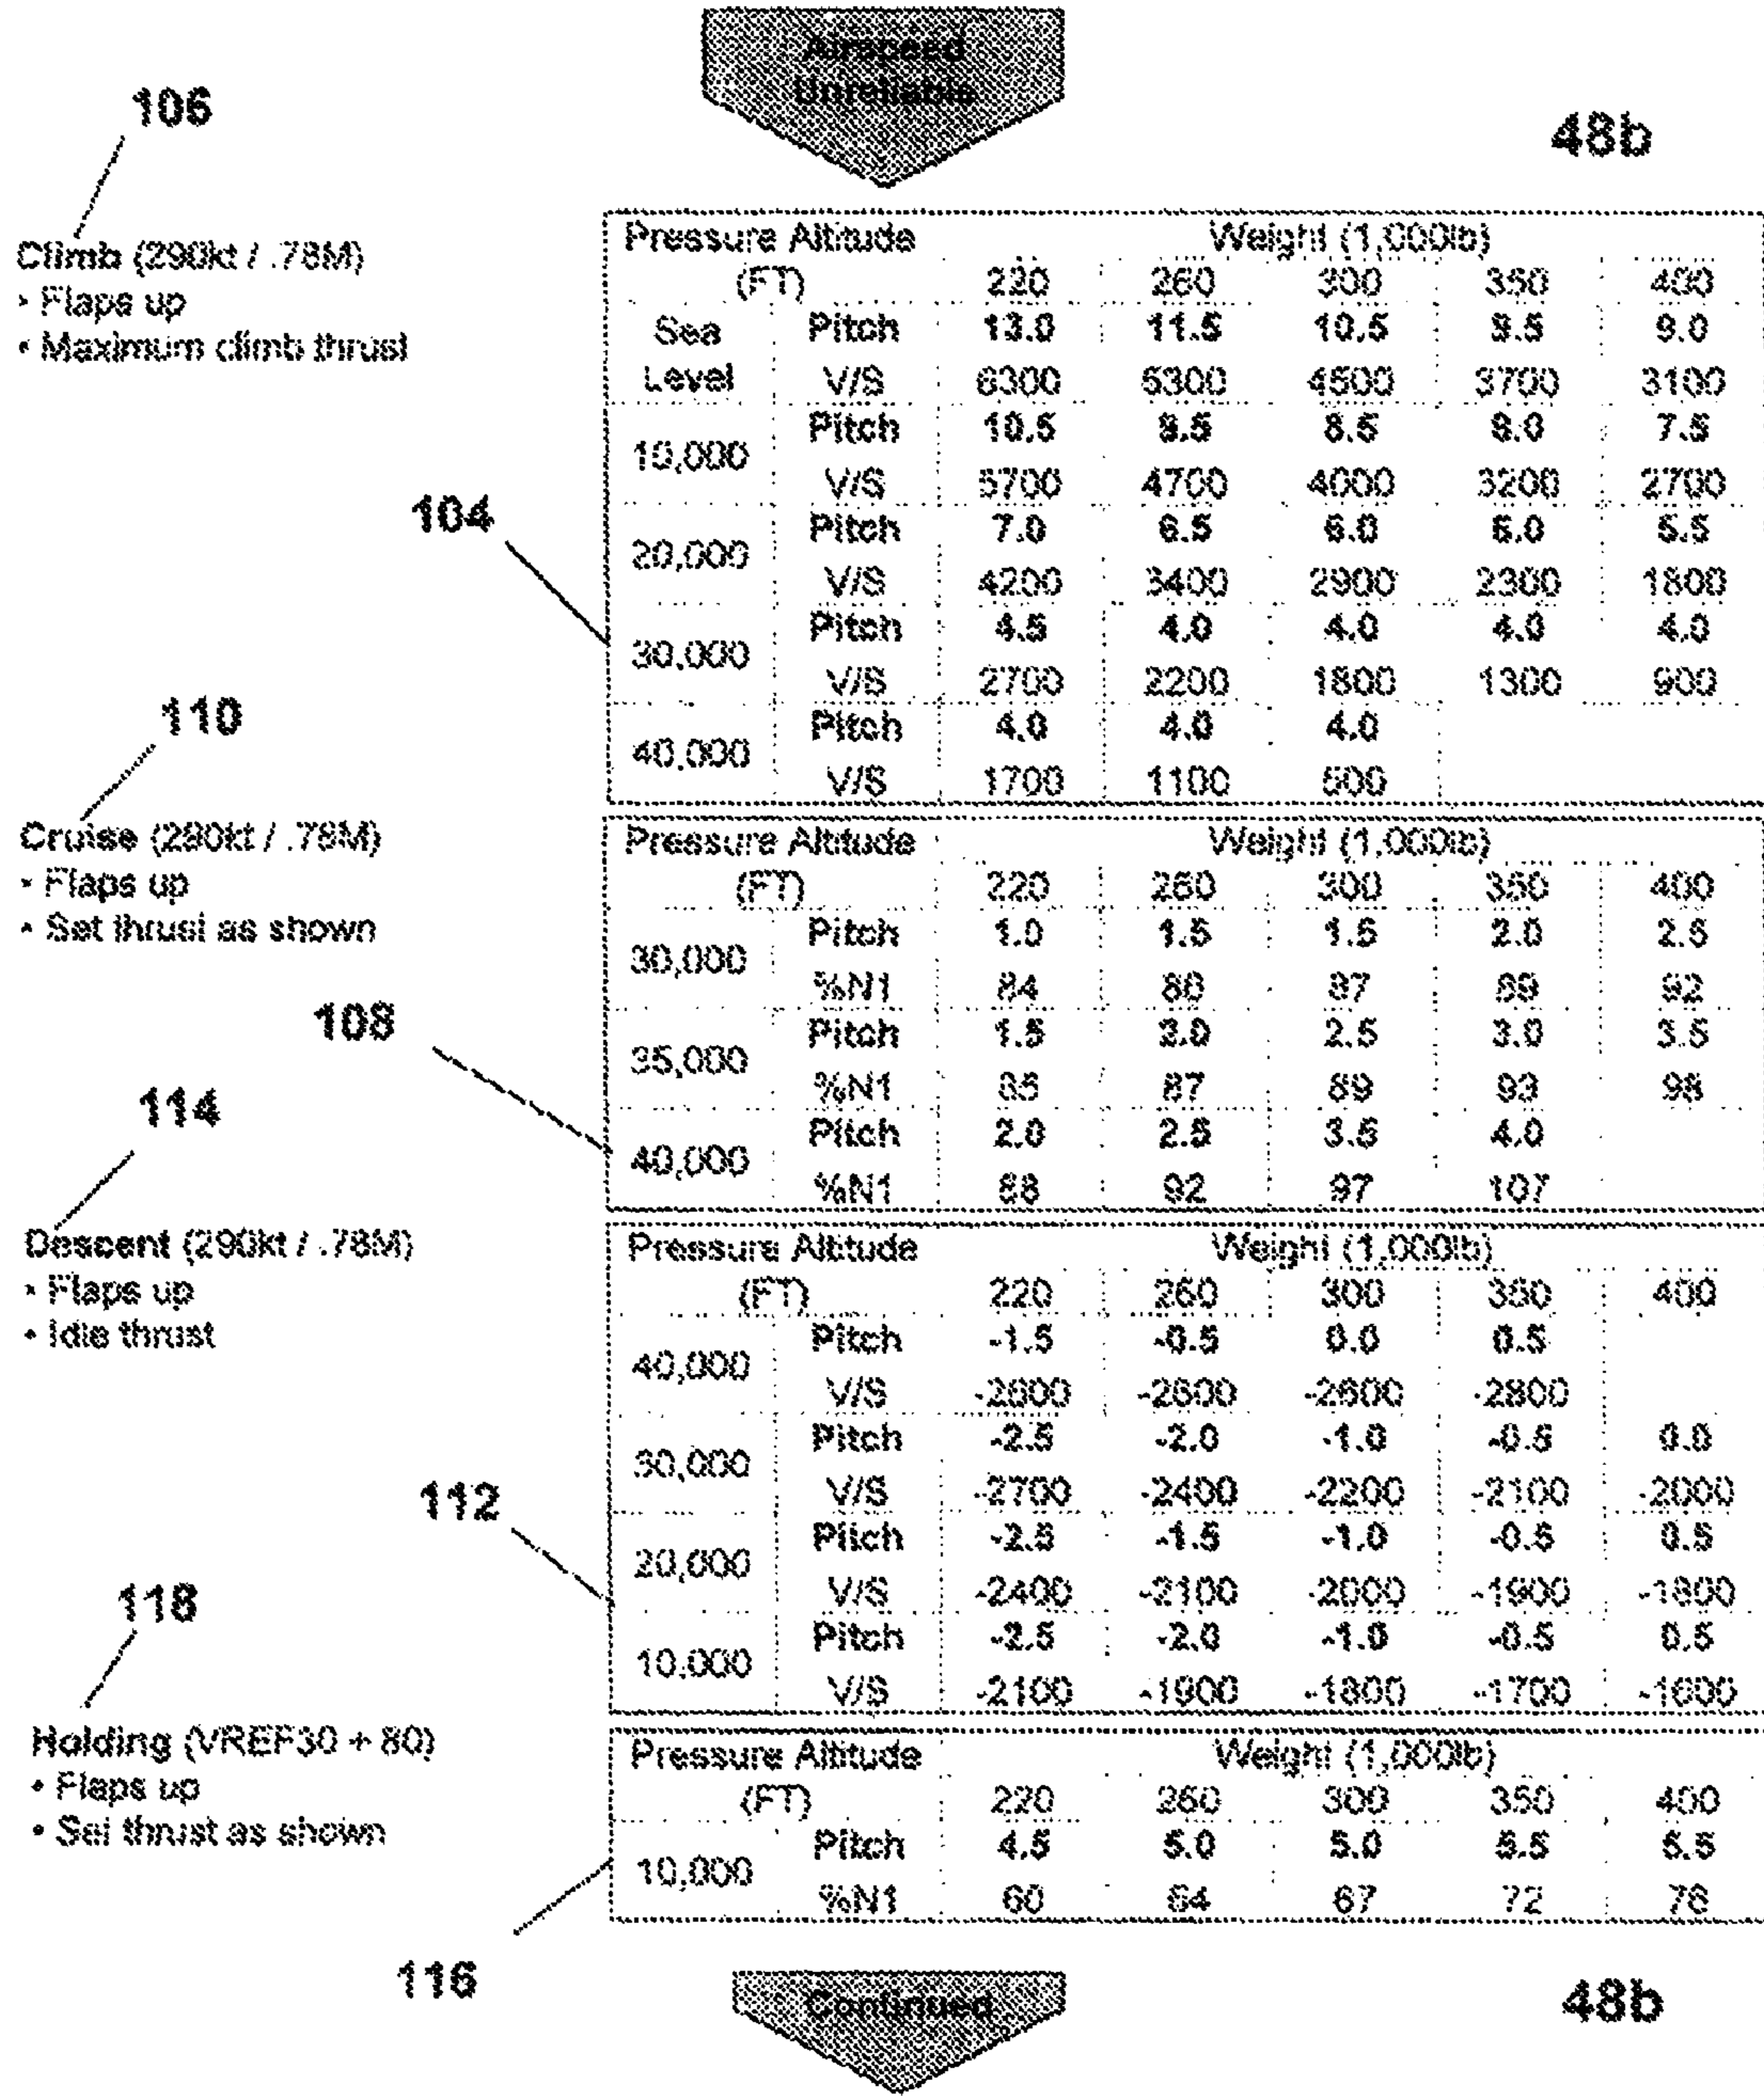 Airspeed
Unreliable
106
48b
Climb (290kt / .78M)
• Flaps up
• Maximum climb thrust
104
Pressure Altitude Weight (1,000lb)
(FT) 220 260 300 350 400
Sea Pitch 13.0 11.5 10.5 9.5 9.0
Level V/S 6300 5300 4500 3700 3100
10,000 Pitch 10.5 9.5 8.5 8.0 7.5
V/S 5700 4700 4000 3200 2700
20,000 Pitch 7.0 6.5 6.0 6.0 5.5
V/S 4200 3400 2900 2300 1800
30,000 Pitch 4.5 4.0 4.0 4.0 4.0
V/S 2700 2200 1800 1300 900
40,000 Pitch 4.0 4.0 4.0
V/S 1700 1100 500
110
Cruise (290kt / .78M)
• Flaps up
• Set thrust as shown
108
Pressure Altitude Weight (1,000lb)
(FT) 220 260 300 350 400
30,000 Pitch 1.0 1.5 1.5 2.0 2.5
%N1 84 87 89 92
35,000 Pitch 1.5 2.0 2.5 3.0 3.5
%N1 87 89 93 98
40,000 Pitch 2.0 2.5 3.5 4.0
%N1 88 92 97 107
114
Descent (290kt / .78M)
• Flaps up
• Idle thrust
112
Pressure Altitude Weight (1,000lb)
(FT) 220 260 300 350 400
40,000 Pitch -1.5 -0.5 0.0 0.5
V/S -2600 -2600 -2800
30,000 Pitch -2.5 -2.0 -1.0 -0.5 0.0
V/S -2700 -2400 -2200 -2100 -2000
20,000 Pitch -2.5 -1.5 -1.0 -0.5 0.5
V/S -2400 -2100 -2000 -1900 -1800
10,000 Pitch -2.5 -2.0 -1.0 -0.5 0.5
V/S -2100 -1900 -1800 -1700 -1600
118
Holding (VREF30 + 80)
• Flaps up
• Set thrust as shown
116
Pressure Altitude Weight (1,000lb)
(FT) 220 260 300 350 400
10,000 Pitch 4.5 5.0 5.0 5.5 5.5
%N1 60 64 67 72
Continued
48b